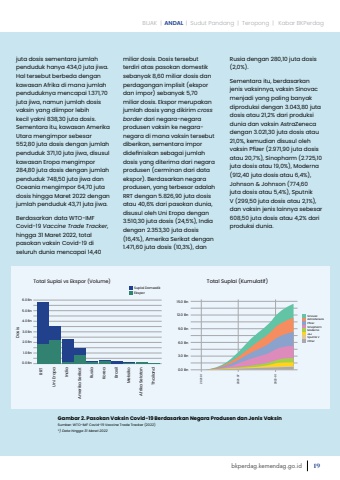 BIJAK | ANDAL | Sudut Pandang | Teropong | Kabar BKPerdag
juta dosis sementara jumlah
penduduk hanya 434,0 juta jiwa.
Hal tersebut berbeda dengan
kawasan Afrika di mana jumlah
penduduknya mencapai 1.371,70
juta jiwa, namun jumlah dosis
vaksin yang diimpor lebih
kecil yakni 838,30 juta dosis.
Sementara itu, kawasan Amerika
Utara mengimpor sebesar
552,80 juta dosis dengan jumlah
penduduk 371,10 juta jiwa, disusul
kawasan Eropa mengimpor
284,80 juta dosis dengan jumlah
penduduk 748,50 juta jiwa dan
Oceania mengimpor 64,70 juta
dosis hingga Maret 2022 dengan
jumlah penduduk 43,71 juta jiwa.
Berdasarkan data WTO-IMF
Covid-19 Vaccine Trade Tracker,
hingga 31 Maret 2022, total
pasokan vaksin Covid-19 di
seluruh dunia mencapai 14,40
miliar dosis. Dosis tersebut
terdiri atas pasokan domestik
sebanyak 8,60 miliar dosis dan
perdagangan implisit (ekspor
dan impor) sebanyak 5,70
miliar dosis. Ekspor merupakan
jumlah dosis yang dikirim cross
border dari negara-negara
produsen vaksin ke negara-
negara di mana vaksin tersebut
diberikan, sementara impor
didefinisikan sebagai jumlah
dosis yang diterima dari negara
produsen (cerminan dari data
ekspor). Berdasarkan negara
produsen, yang terbesar adalah
RRT dengan 5.826,90 juta dosis
atau 40,6% dari pasokan dunia,
disusul oleh Uni Eropa dengan
3.510,30 juta dosis (24,5%), India
dengan 2.353,30 juta dosis
(16,4%), Amerika Serikat dengan
1.471,60 juta dosis (10,3%), dan
Rusia dengan 280,10 juta dosis
(2,0%).
Sementara itu, berdasarkan
jenis vaksinnya, vaksin Sinovac
menjadi yang paling banyak
diproduksi dengan 3.043,80 juta
dosis atau 21,2% dari produksi
dunia dan vaksin AstraZeneca
dengan 3.021,30 juta dosis atau
21,0%, kemudian disusul oleh
vaksin Pfizer (2.971,90 juta dosis
atau 20,7%), Sinopharm (2.725,10
juta dosis atau 19,0%), Moderna
(912,40 juta dosis atau 6,4%),
Johnson & Johnson (774,60
juta dosis atau 5,4%), Sputnik
V (299,50 juta dosis atau 2,1%),
dan vaksin jenis lainnya sebesar
608,50 juta dosis atau 4,2% dari
produksi dunia.
Total Suplai vs Ekspor (Volume)
Suplai Domestik
Ekspor
Dosis
RRT
Uni Eropa
India
Amerika Serikat
Rusia
Korea
Brazil
Meksiko
Afrika Selatan
Thailand
Total Suplai (Kumulatif)
Gambar 2. Pasokan Vaksin Covid-19 Berdasarkan Negara Produsen dan Jenis Vaksin
Sumber: WTO-IMF Covid-19 Vaccine Trade Tracker (2022)
*) Data hingga 31 Maret 2022
bkperdag.kemendag.go.id | 19